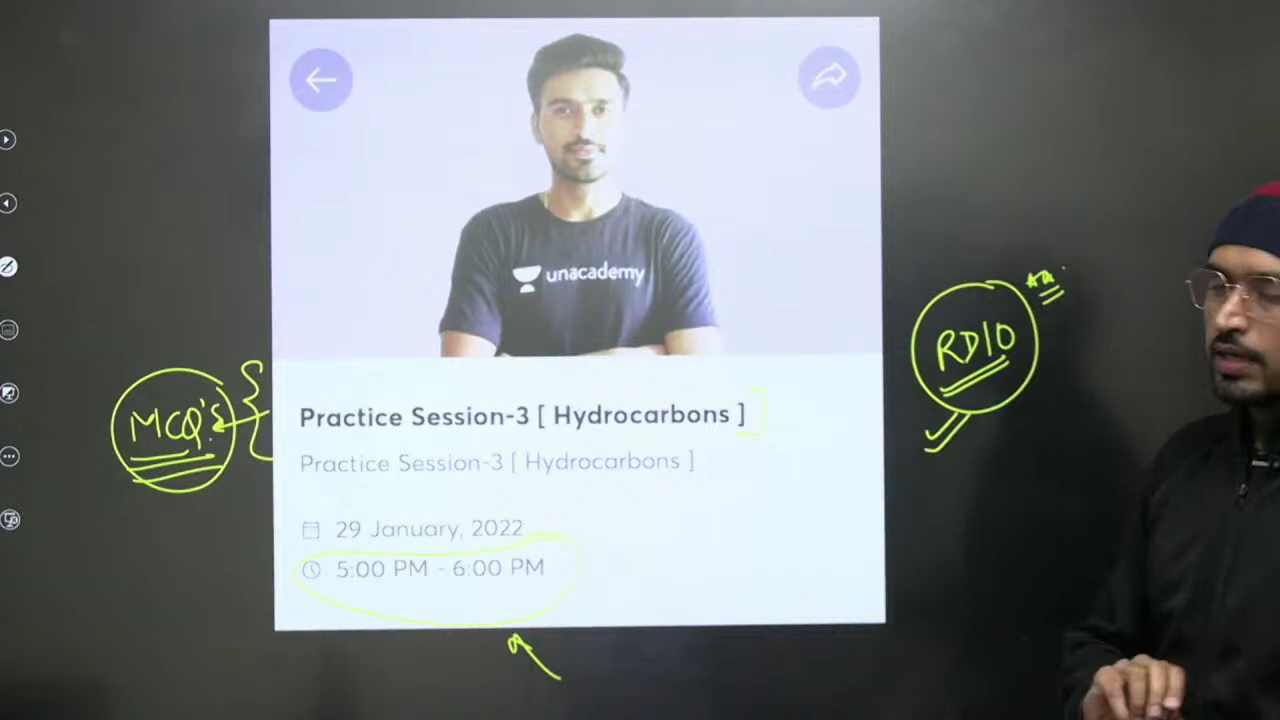 unacademy
RD10
MCQ's
Practice Session-3 [ Hydrocarbons ]
Practice Session-3 [ Hydrocarbons ]
29 January, 2022
5:00 PM - 6:00 PM